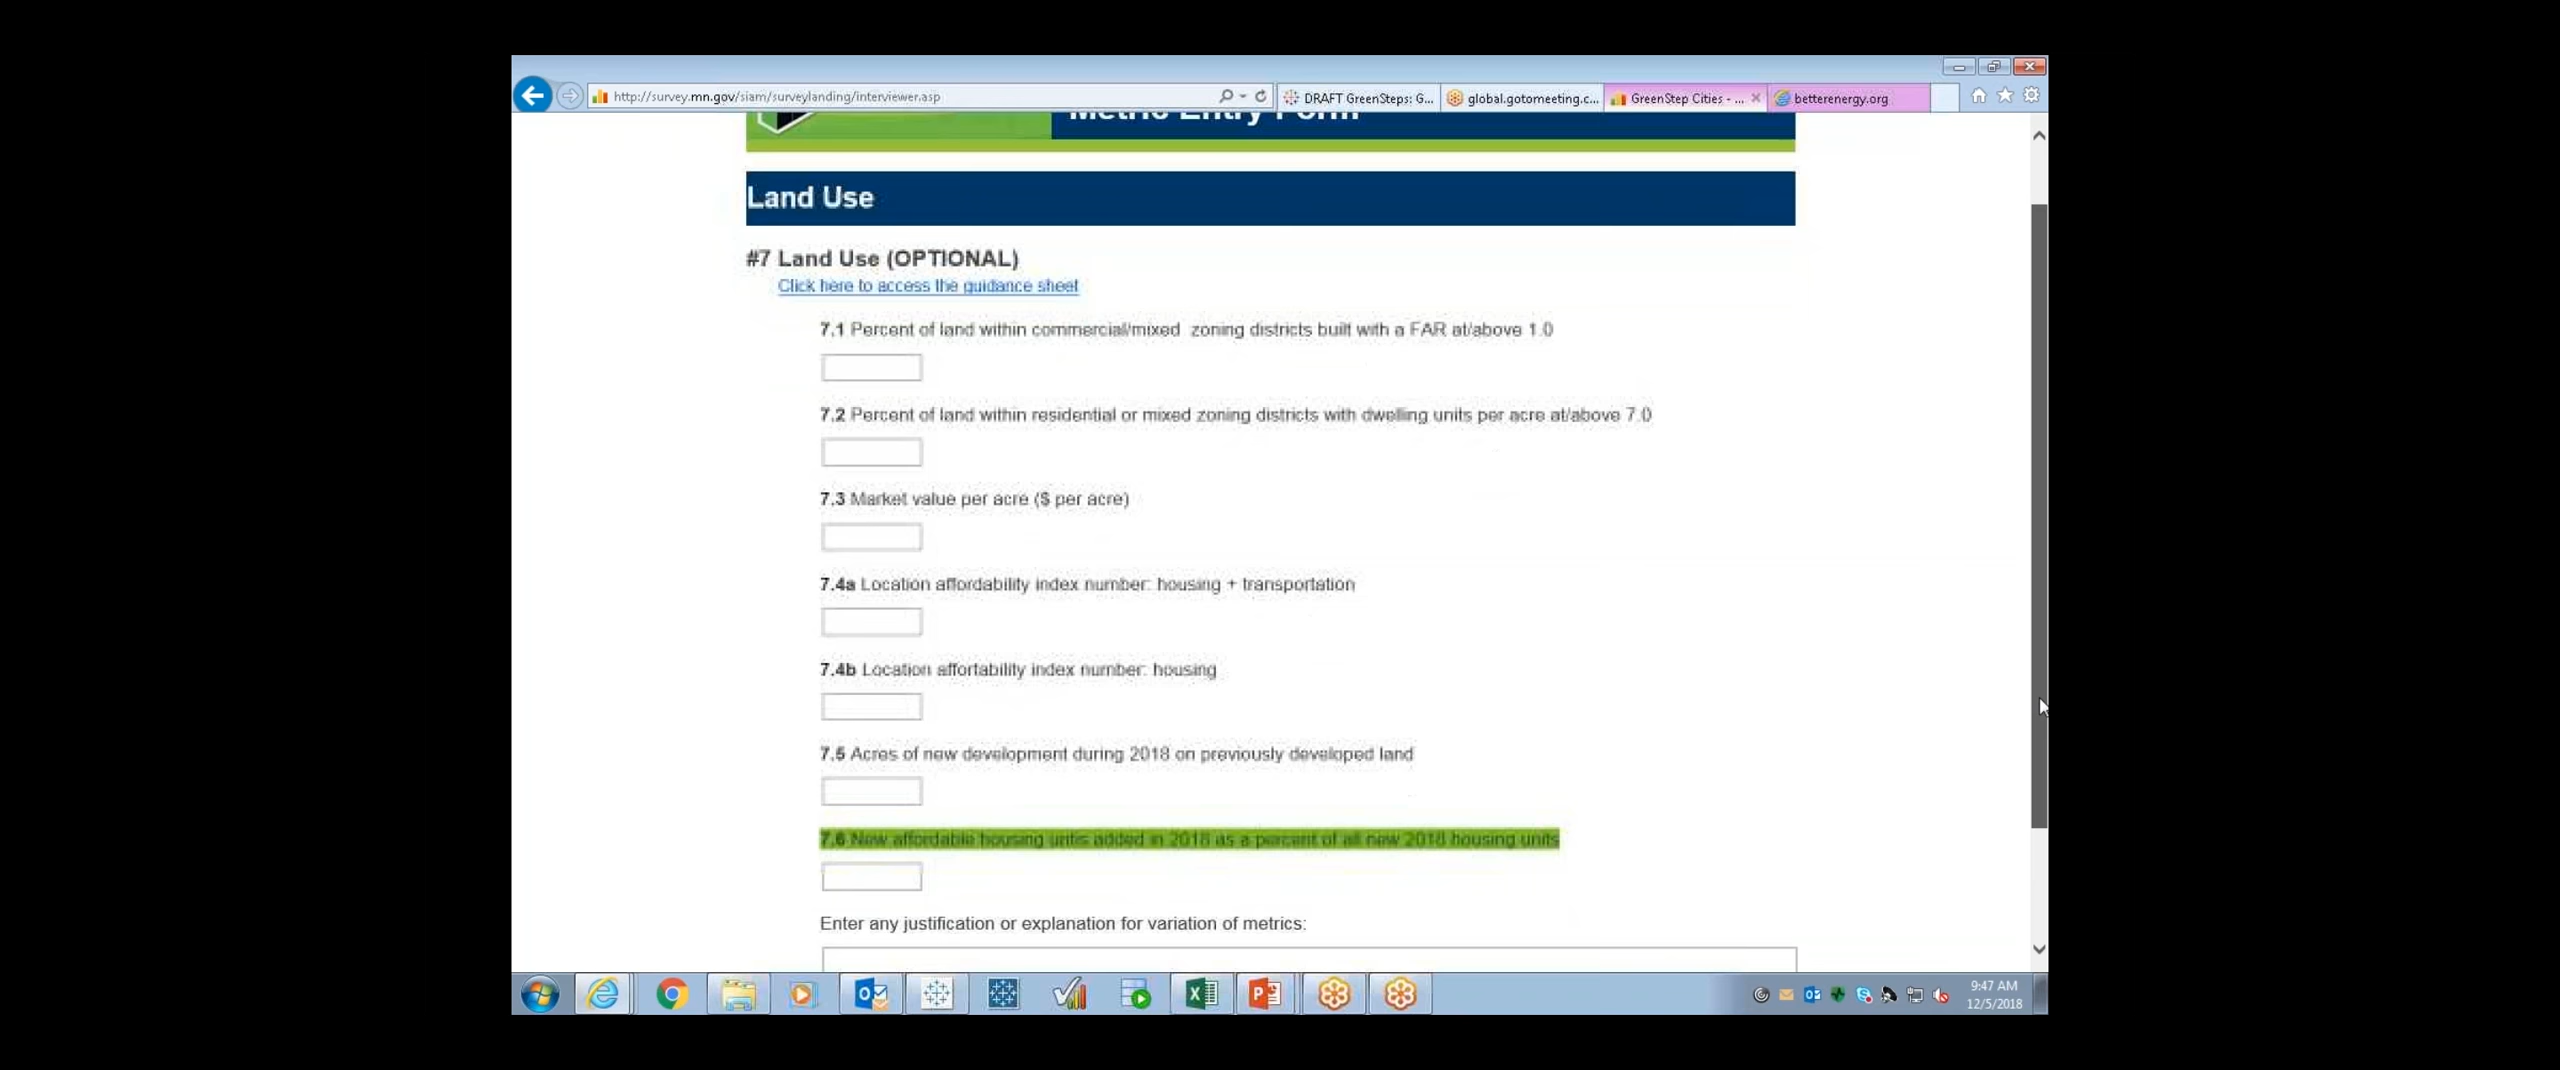 http://survey.mn.gov/siam/surveylanding/interviewer.asp
DRAFT GreenSteps: G...
global.gotomeeting.c...
GreenStep Cities - ...
betterenergy.org
Metric Entry Form
Land Use
#7 Land Use (OPTIONAL)
Click here to access the guidance sheet
7.1 Percent of land within commercial/mixed zoning districts built with a FAR at/above 1.0
7.2 Percent of land within residential or mixed zoning districts with dwelling units per acre at/above 7.0
7.3 Market value per acre ($ per acre)
7.4a Location affordability index number: housing + transportation
7.4b Location affortability index number: housing
7.5 Acres of new development during 2018 on previously developed land
7.6 New affordable housing units added in 2018 as a percent of all new 2018 housing units
Enter any justification or explanation for variation of metrics:
9:47 AM
12/5/2018